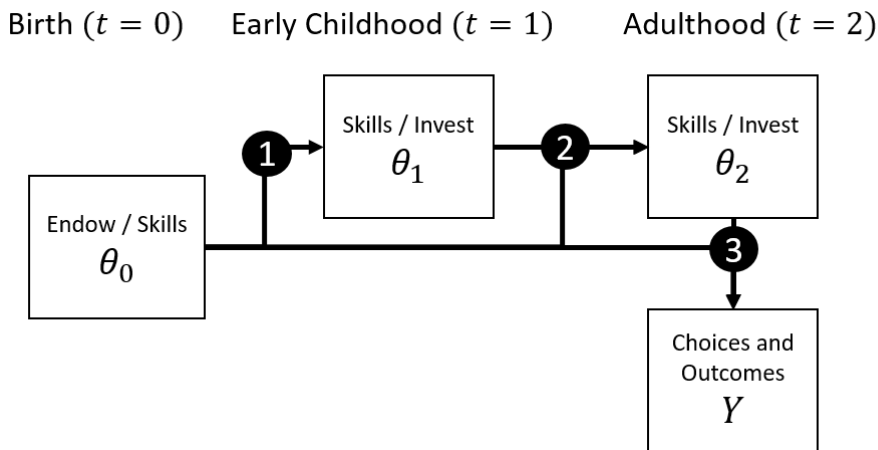 Birth (t = 0) Early Childhood (t = 1) Adulthood (t = 2)
Skills / Invest
θ₁
Skills / Invest
θ₂
1
2
Endow / Skills
θ₀
3
Choices and
Outcomes
Y